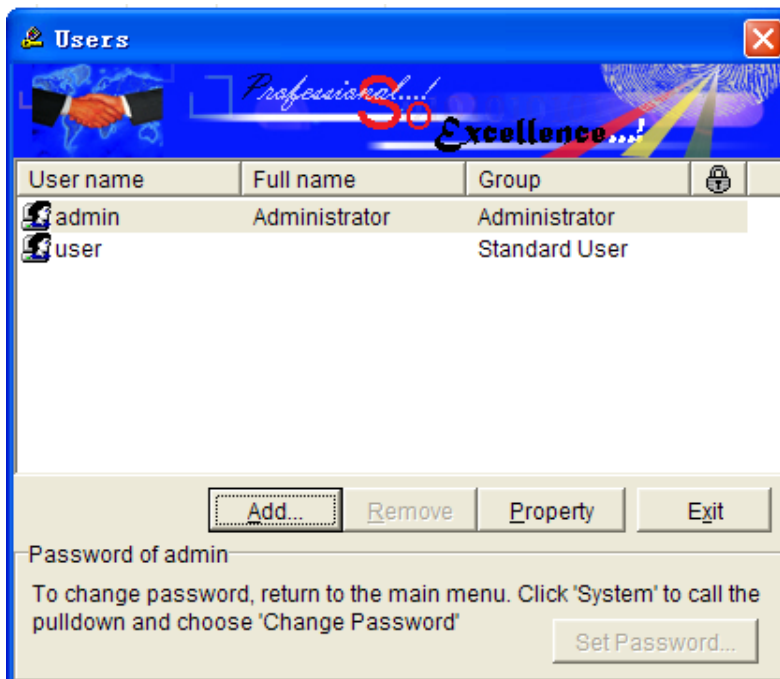 Users
Professional...!
So
Excellence...!
User name Full name Group
admin Administrator Administrator
user Standard User
Add... Remove Property Exit
Password of admin
To change password, return to the main menu. Click 'System' to call the
pulldown and choose 'Change Password'
Set Password...